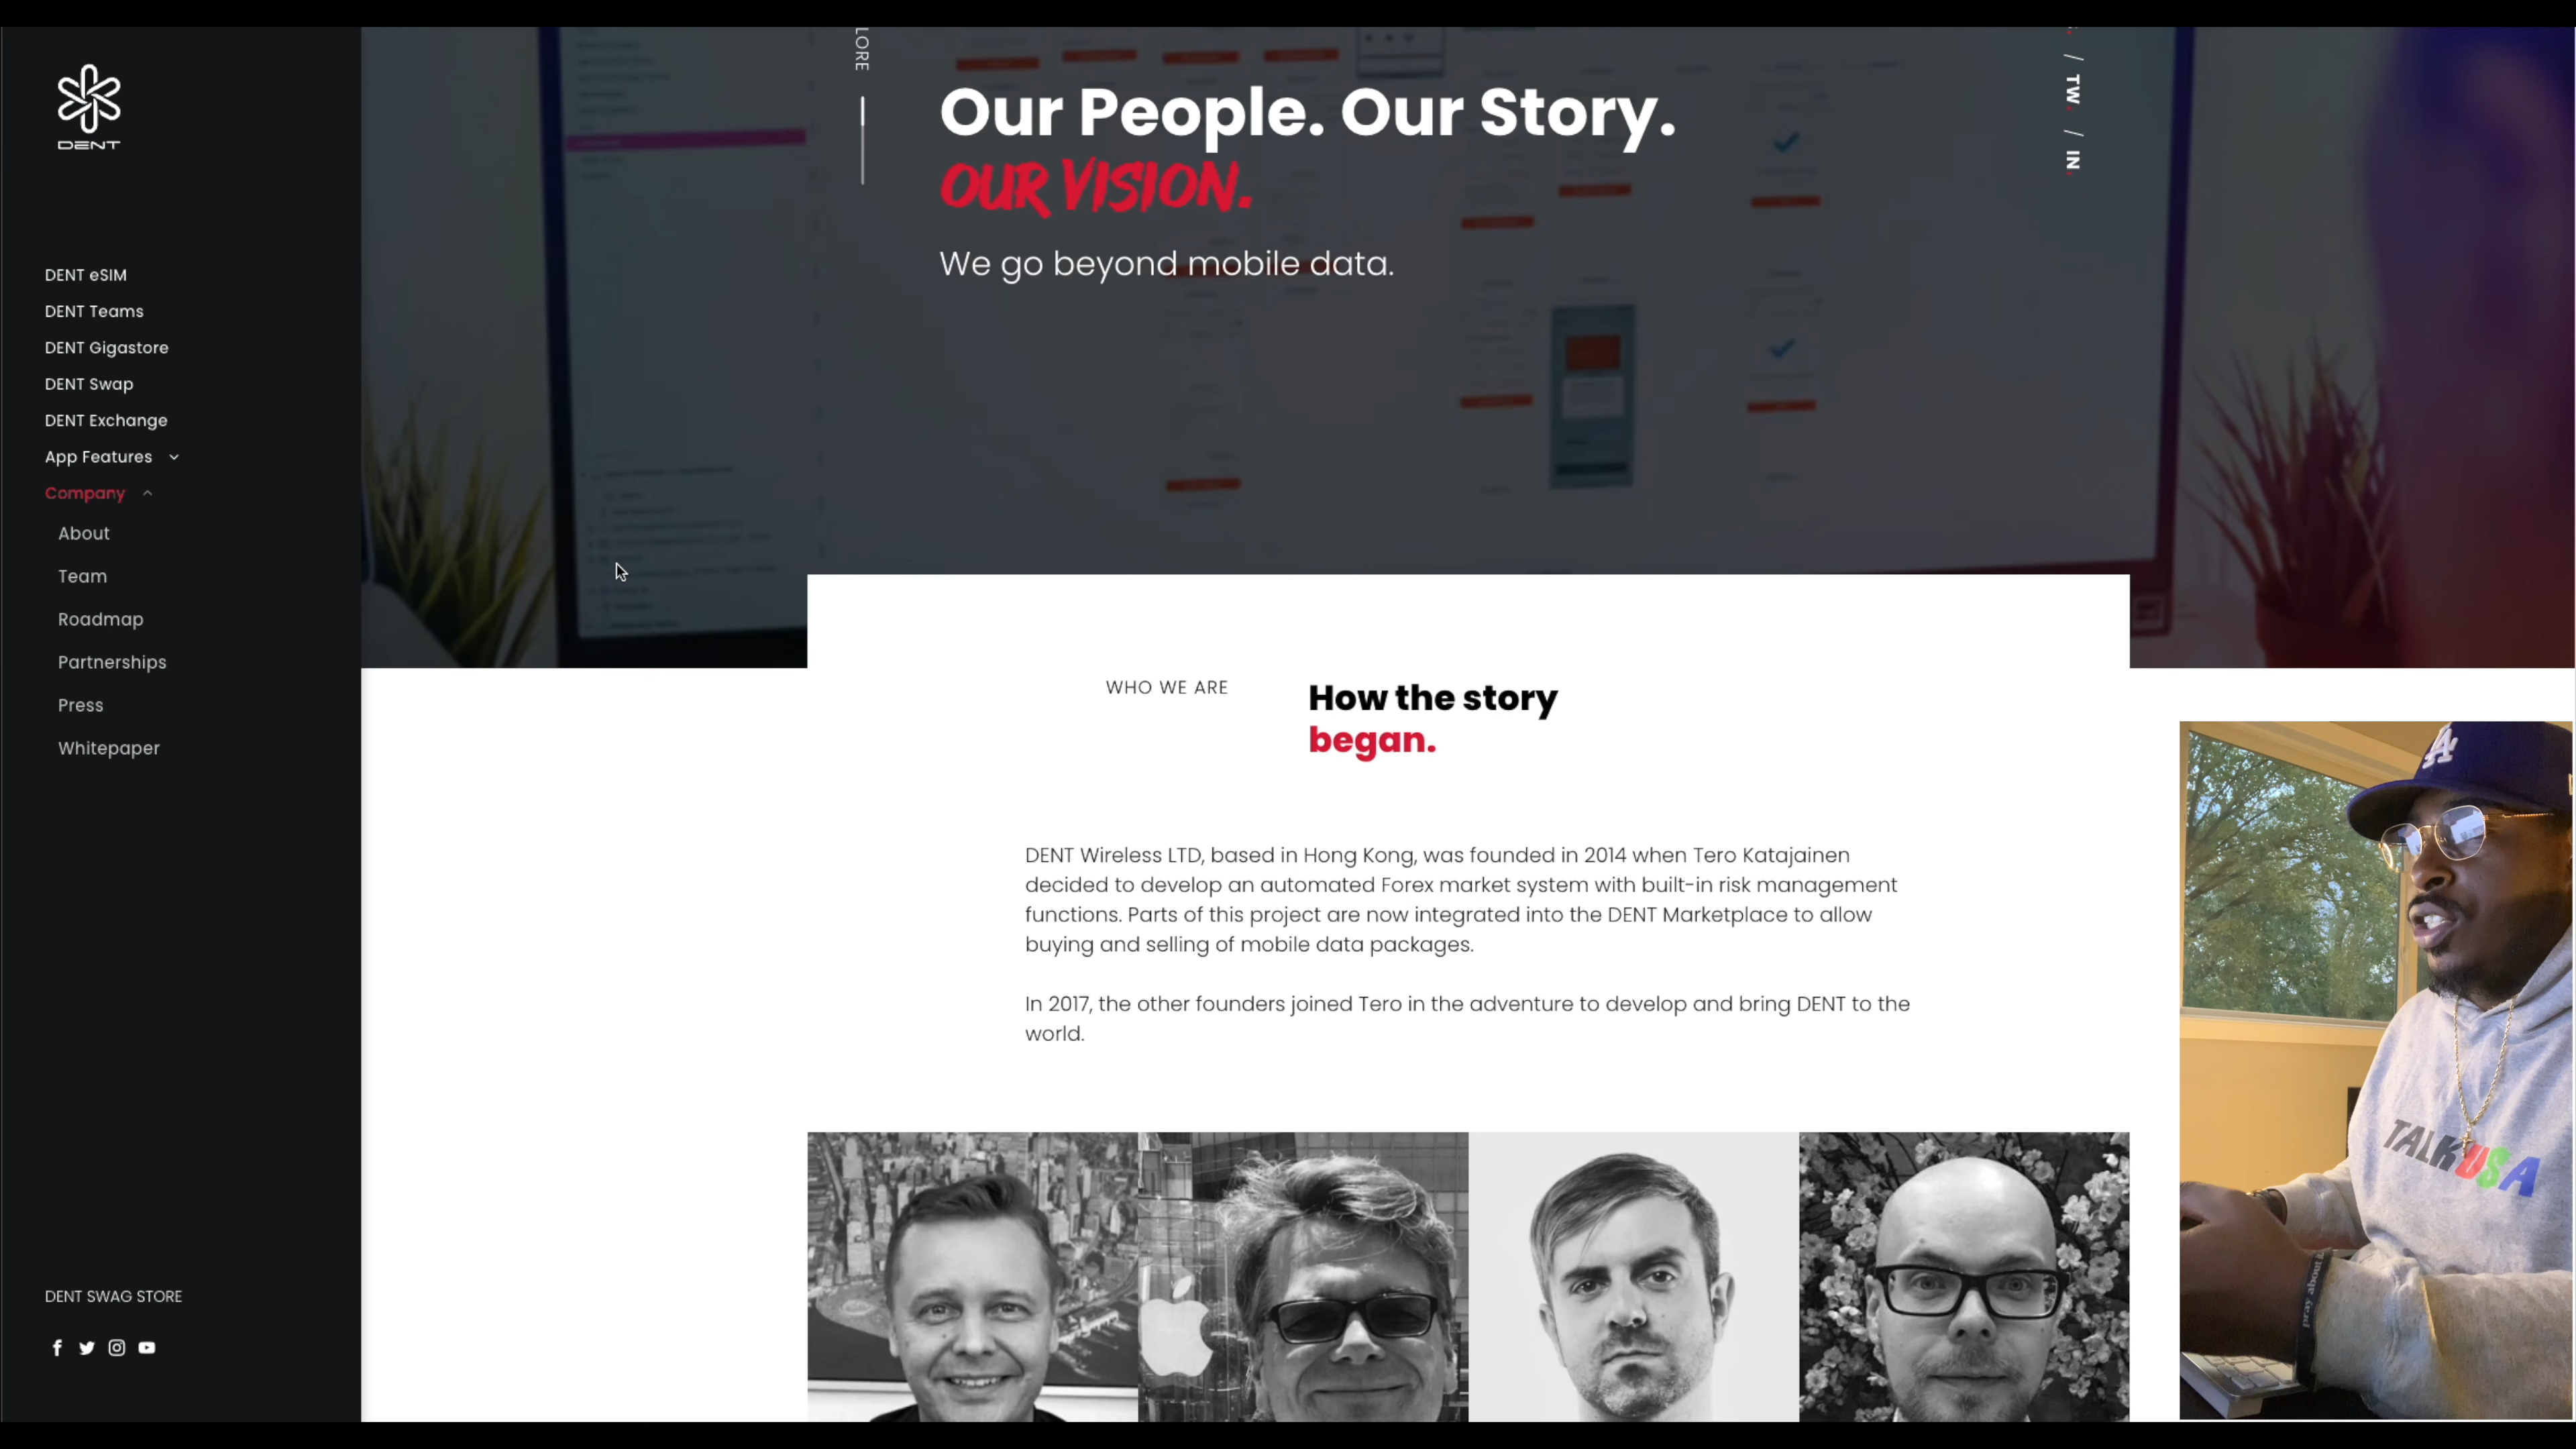 DENT
DENT eSIM
DENT Teams
DENT Gigastore
DENT Swap
DENT Exchange
App Features
Company
About
Team
Roadmap
Partnerships
Press
Whitepaper
DENT SWAG STORE
LORE
Our People. Our Story.
OUR VISION.
We go beyond mobile data.
/ TW. / IN.
WHO WE ARE
How the story
began.
DENT Wireless LTD, based in Hong Kong, was founded in 2014 when Tero Katajainen
decided to develop an automated Forex market system with built-in risk management
functions. Parts of this project are now integrated into the DENT Marketplace to allow
buying and selling of mobile data packages.
In 2017, the other founders joined Tero in the adventure to develop and bring DENT to the
world.
LA
TALKUSA
pray about